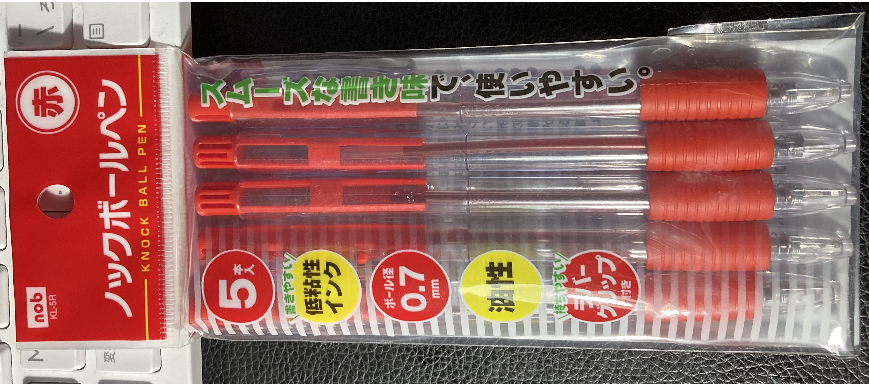 赤
ノックボールペン
KNOCK BALL PEN
nob
KL-5R
スムーズな書き味で、使いやすい。
5本入
書きやすい
低粘性
インク
ボール径
0.7
mm
油性
持ちやすい
ラバー
グリップ
付き